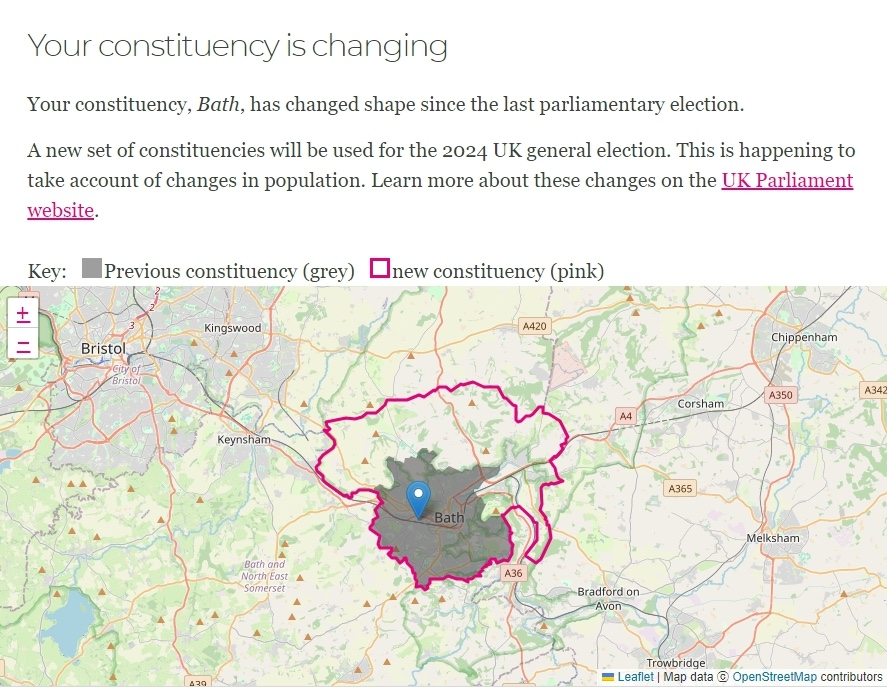 Your constituency is changing
Your constituency, Bath, has changed shape since the last parliamentary election.
A new set of constituencies will be used for the 2024 UK general election. This is happening to
take account of changes in population. Learn more about these changes on the UK Parliament
website.
Key: Previous constituency (grey) new constituency (pink)
+
−
2
2
3
Kingswood
A420
Chippenham
Bristol
City of
Bristol
A350
A342
Corsham
A4
Keynsham
A365
Bath
Melksham
Bath and
North East
Somerset
A36
Bradford on
Avon
Trowbridge
A39
Leaflet | Map data © OpenStreetMap contributors